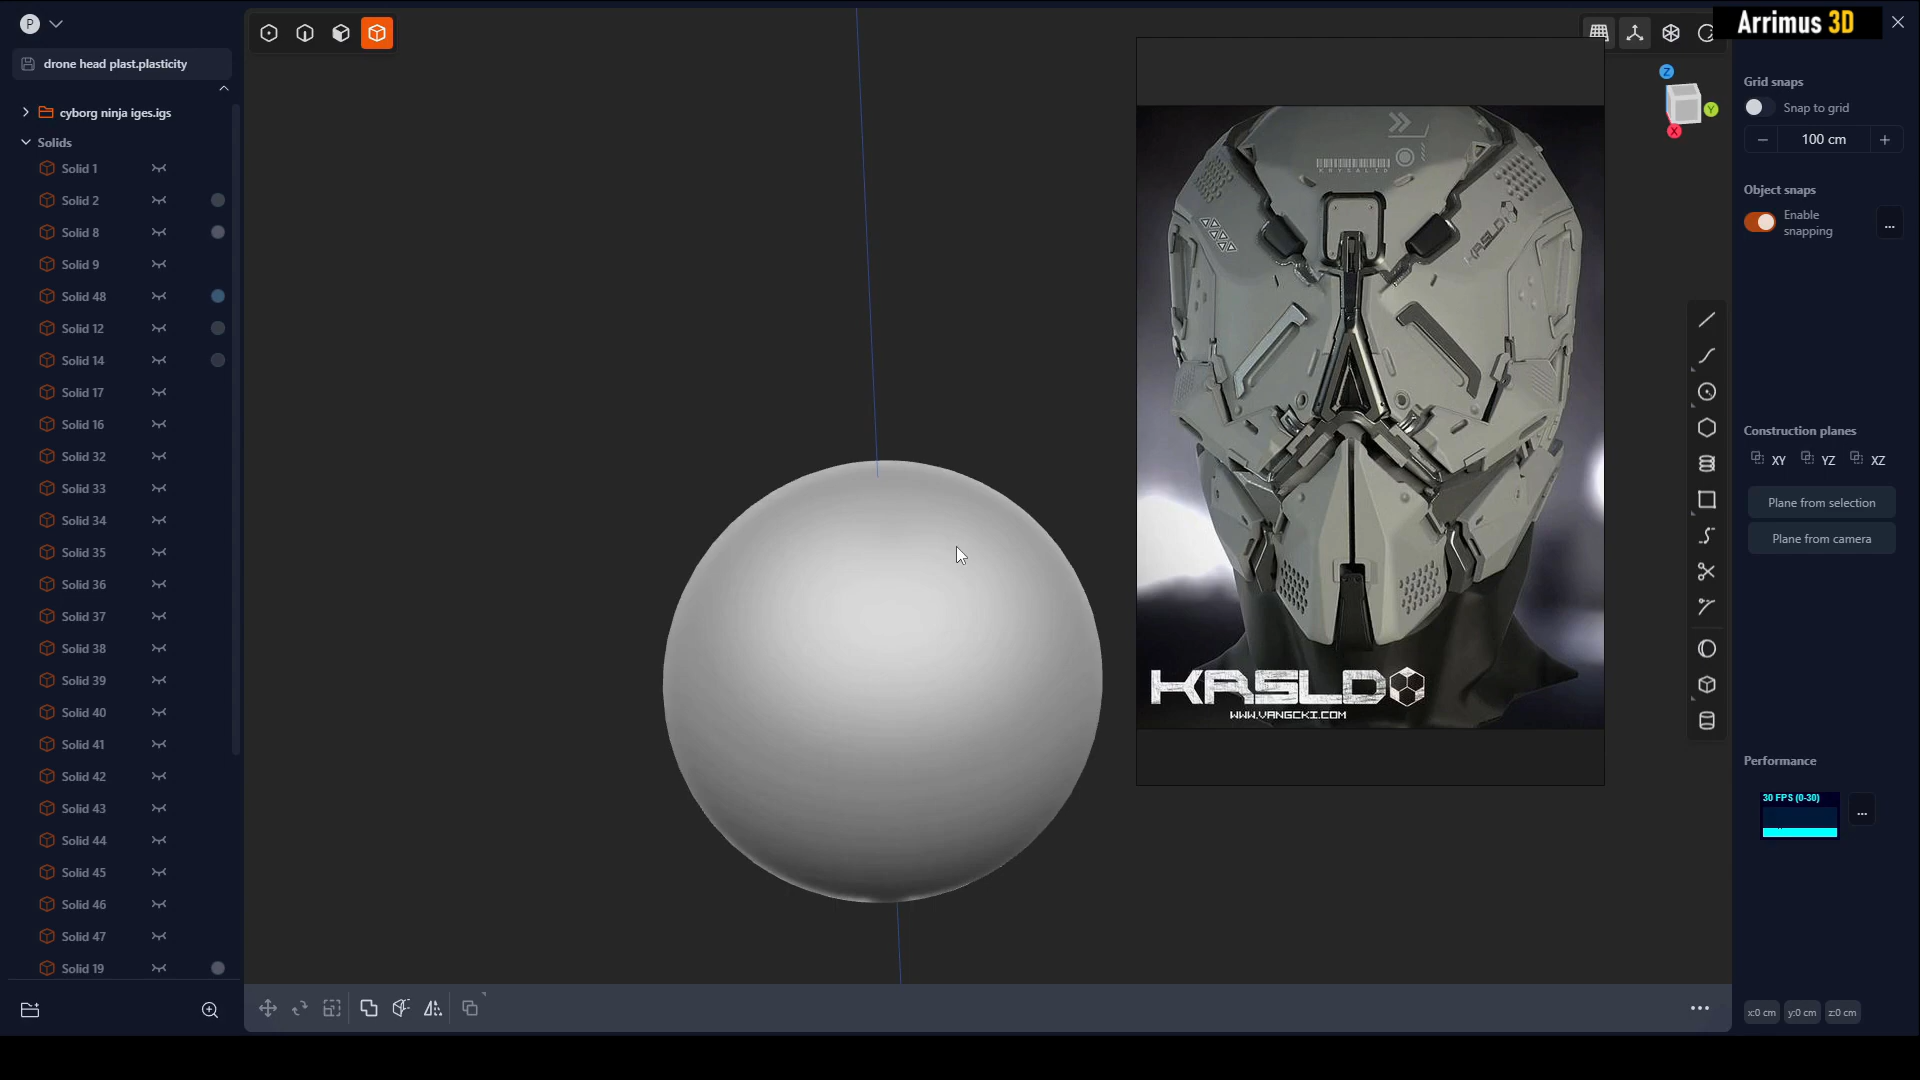 P
Arrimus 3D
drone head plast.plasticity
cyborg ninja iges.igs
Solids
Solid 1
Solid 2
Solid 8
Solid 9
Solid 48
Solid 12
Solid 14
Solid 17
Solid 16
Solid 32
Solid 33
Solid 34
Solid 35
Solid 36
Solid 37
Solid 38
Solid 39
Solid 40
Solid 41
Solid 42
Solid 43
Solid 44
Solid 45
Solid 46
Solid 47
Solid 19
KRYSALID
KRSLD
KRSLD
WWW.VANGCKI.COM
Z
Y
X
Grid snaps
Snap to grid
100 cm
Object snaps
Enable
snapping
...
Construction planes
XY YZ XZ
Plane from selection
Plane from camera
Performance
30 FPS (0-30)
...
x:0 cm y:0 cm z:0 cm